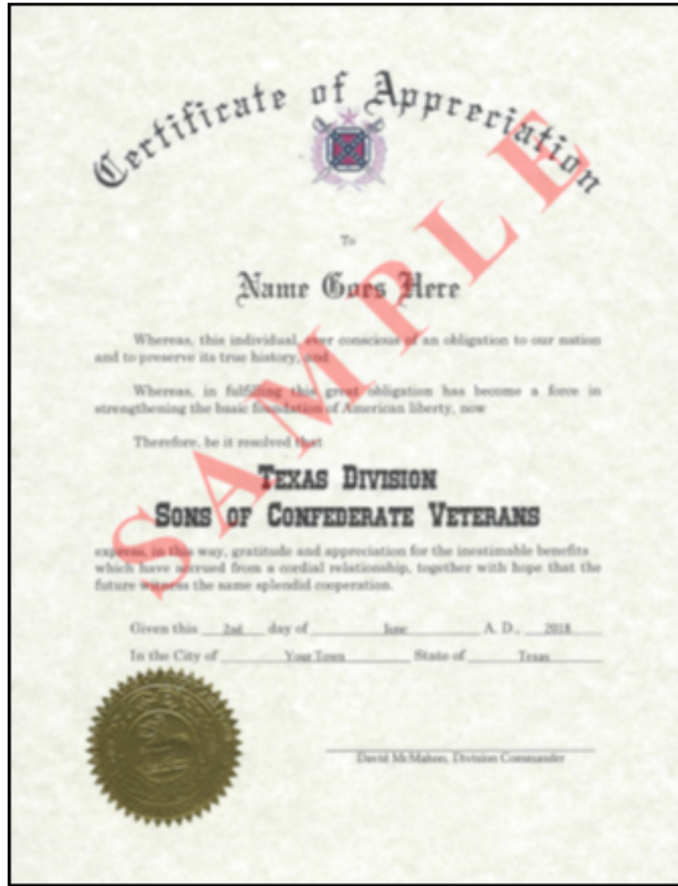 Certificate of Appreciation
To
Name Goes Here
Whereas, this individual, ever conscious of an obligation to our nation
and to preserve its true history, and
Whereas, in fulfilling this great obligation has become a force in
strengthening the basic foundation of American liberty, now
Therefore, be it resolved that
TEXAS DIVISION
SONS OF CONFEDERATE VETERANS
express, in this way, gratitude and appreciation for the inestimable benefits
which have accrued from a cordial relationship, together with hope that the
future witness the same splendid cooperation.
Given this 2nd day of June A. D., 2018
In the City of Your Town State of Texas
David McMahon, Division Commander
SAMPLE